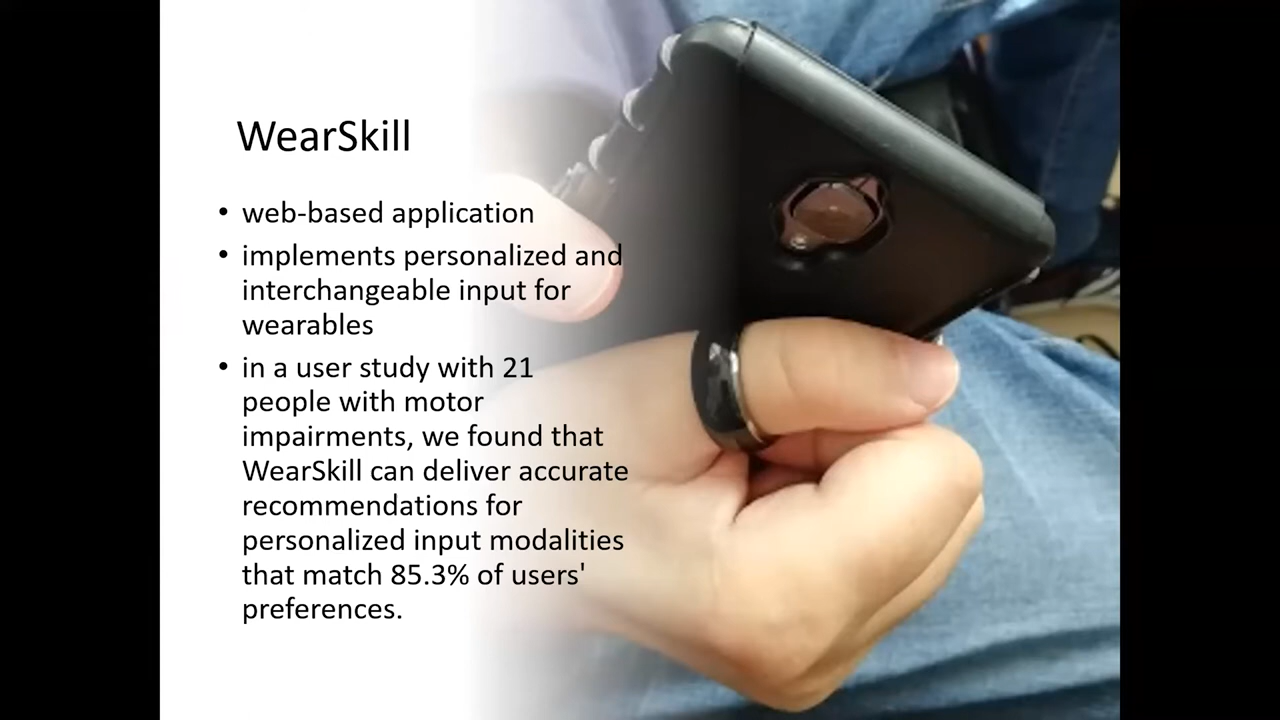 WearSkill
• web-based application
• implements personalized and
interchangeable input for
wearables
• in a user study with 21
people with motor
impairments, we found that
WearSkill can deliver accurate
recommendations for
personalized input modalities
that match 85.3% of users'
preferences.